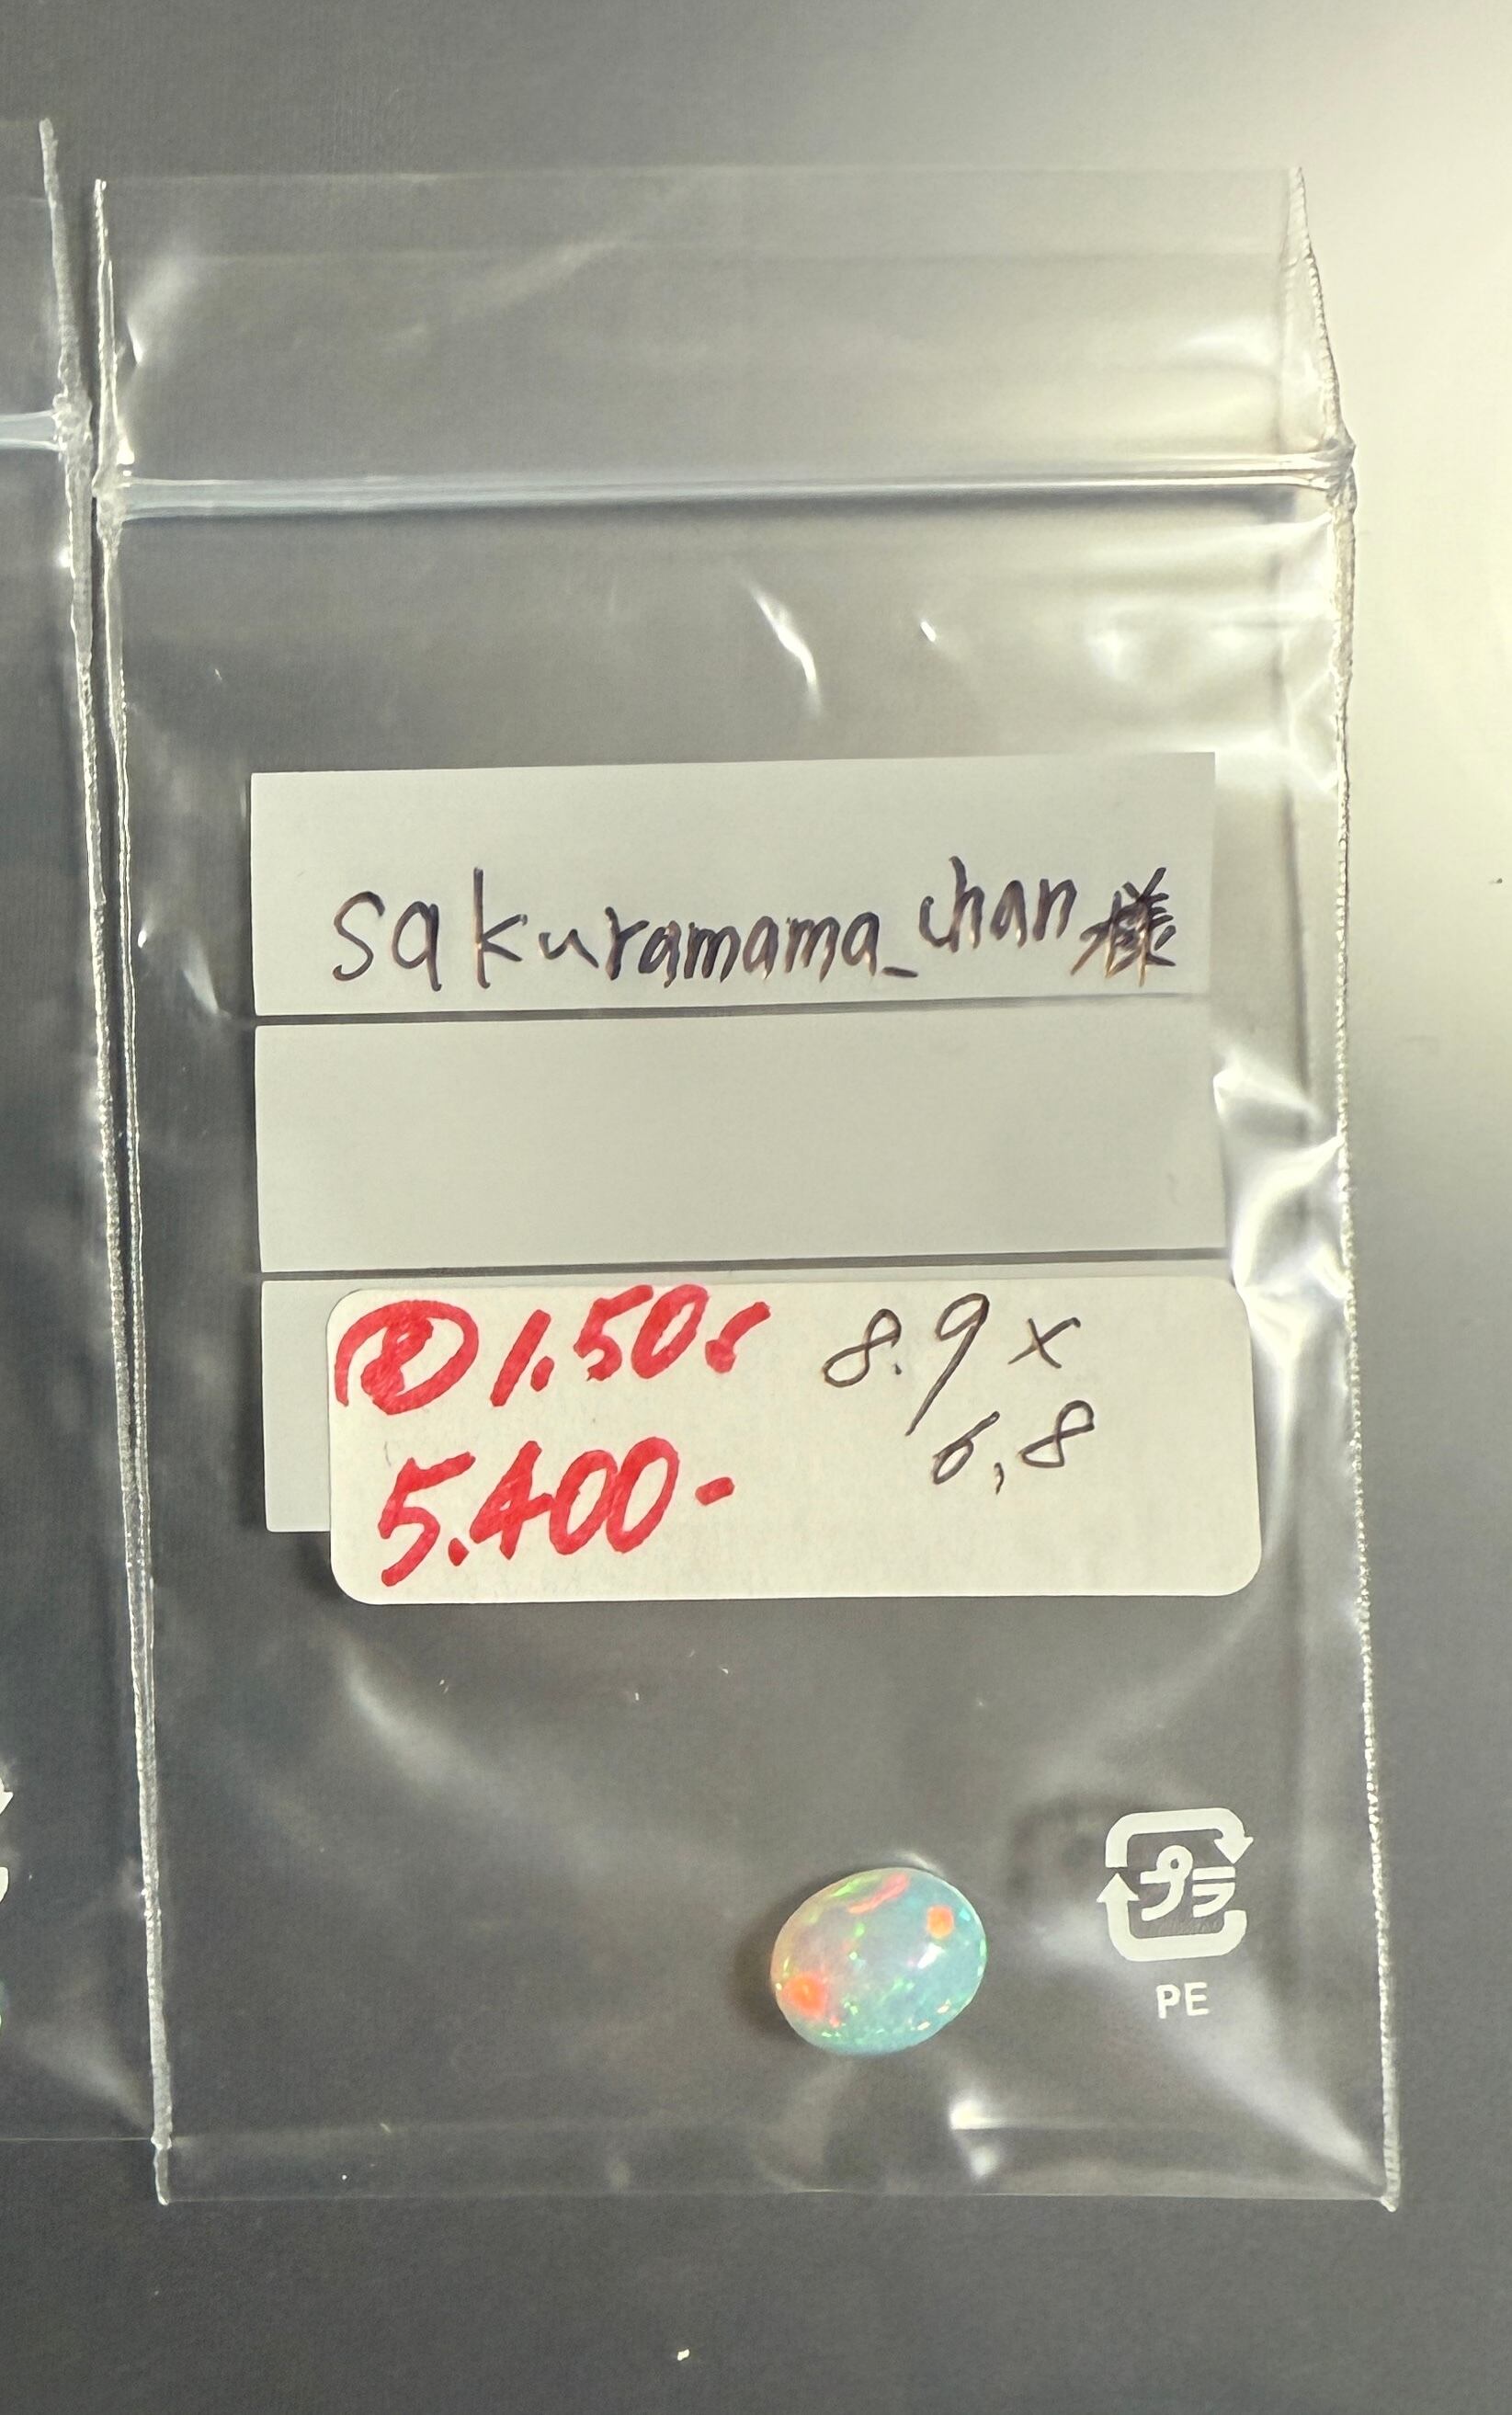 sakuramama_chan様
1.50c
8.9 x
6.8
5.400-
プラ
PE